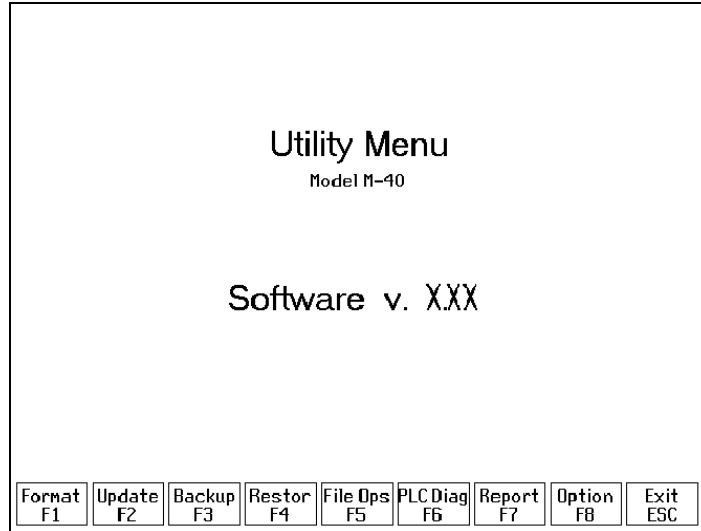 Utility Menu
Model M-40
Software v. X.XX
Format Update Backup Restor File Ops PLC Diag Report Option Exit
F1 F2 F3 F4 F5 F6 F7 F8 ESC